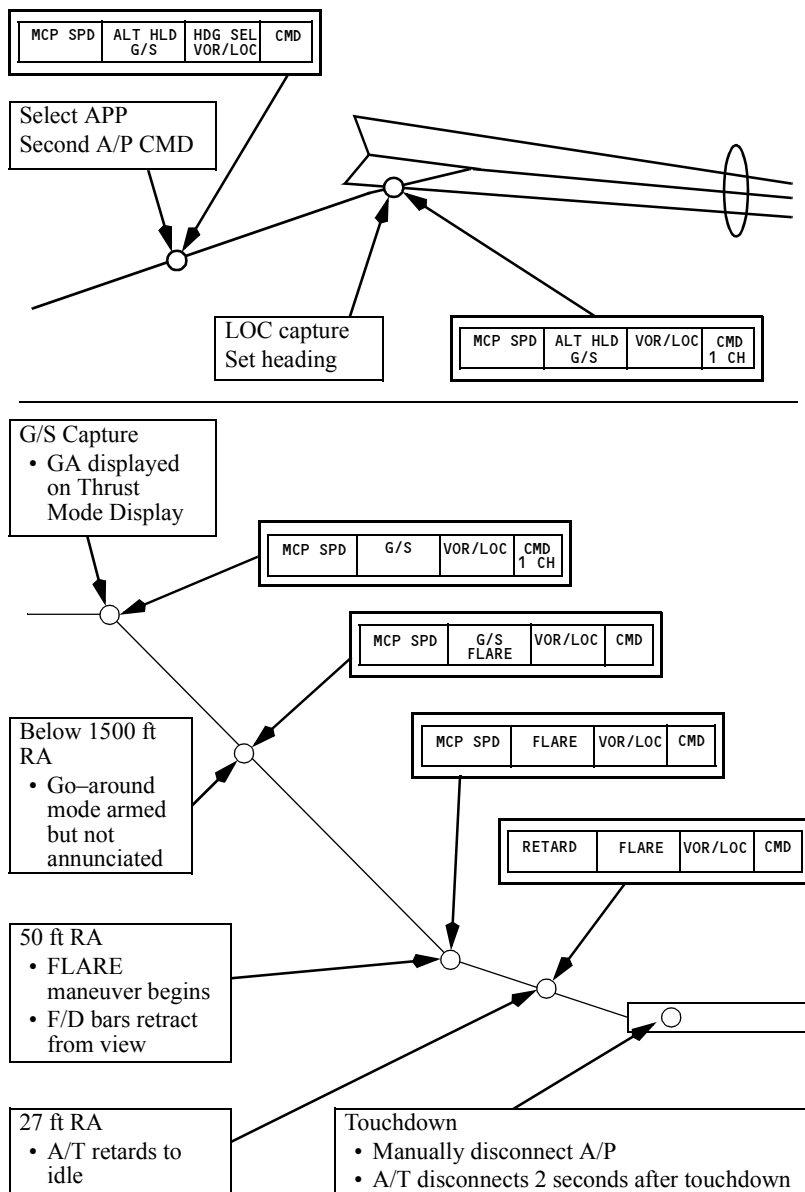 MCP SPD ALT HLD HDG SEL CMD
G/S VOR/LOC
Select APP
Second A/P CMD
LOC capture
Set heading
MCP SPD ALT HLD VOR/LOC CMD
G/S 1 CH
G/S Capture
• GA displayed
on Thrust
Mode Display
MCP SPD G/S VOR/LOC CMD
1 CH
MCP SPD G/S VOR/LOC CMD
FLARE
Below 1500 ft
RA
• Go–around
mode armed
but not
annunciated
MCP SPD FLARE VOR/LOC CMD
RETARD FLARE VOR/LOC CMD
50 ft RA
• FLARE
maneuver begins
• F/D bars retract
from view
27 ft RA
• A/T retards to
idle
Touchdown
• Manually disconnect A/P
• A/T disconnects 2 seconds after touchdown